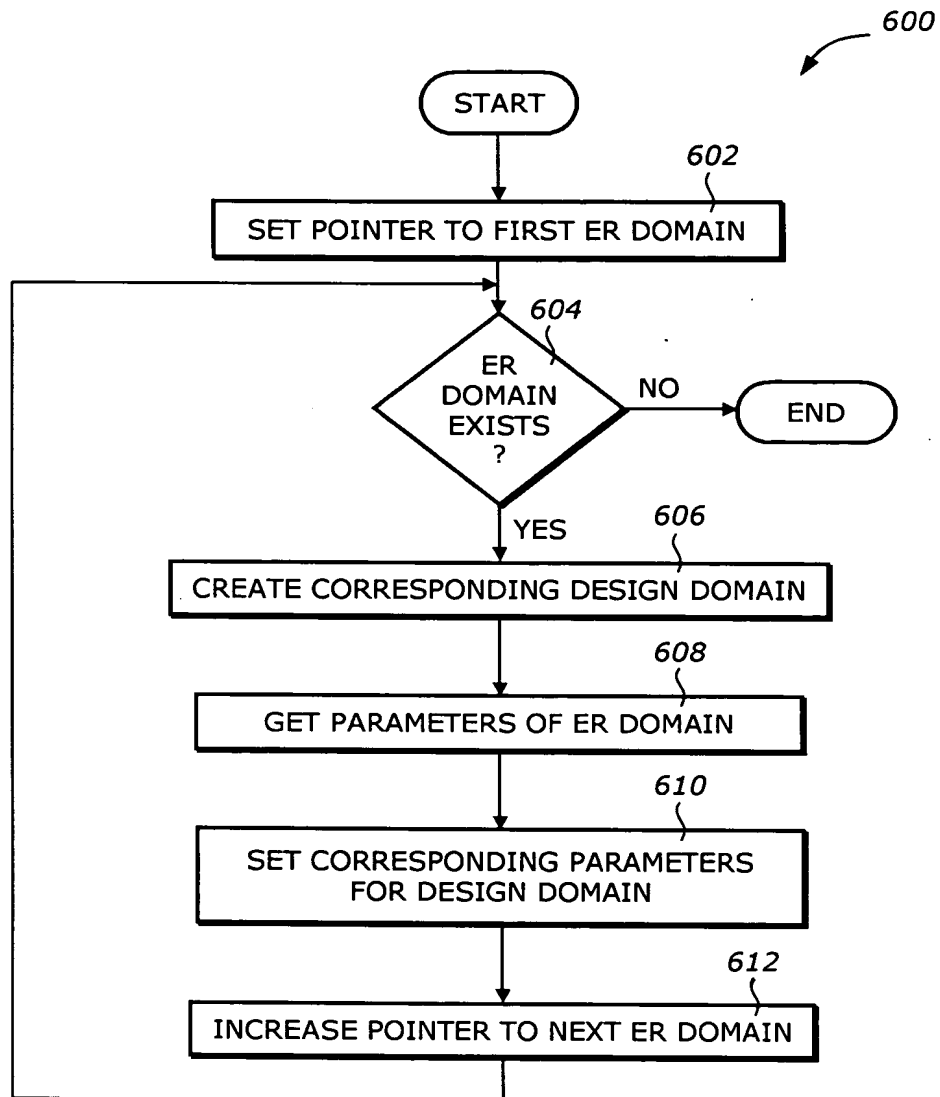 600
START
602
SET POINTER TO FIRST ER DOMAIN
604
ER
DOMAIN
EXISTS
?
NO
END
YES
606
CREATE CORRESPONDING DESIGN DOMAIN
608
GET PARAMETERS OF ER DOMAIN
610
SET CORRESPONDING PARAMETERS
FOR DESIGN DOMAIN
612
INCREASE POINTER TO NEXT ER DOMAIN